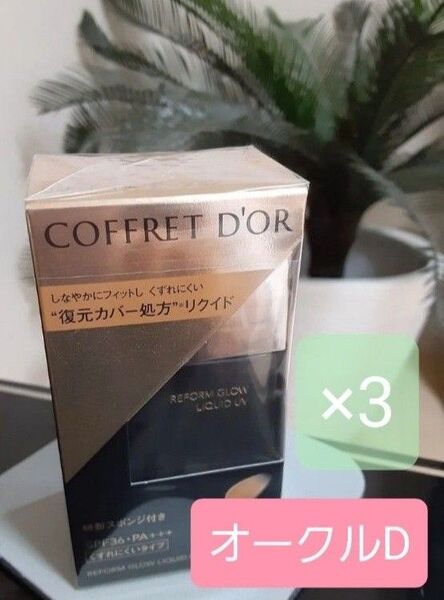 COFFRET D'OR
しなやかにフィットし くずれにくい
"復元カバー処方"※リクイド
REFORM GLOW
LIQUID UV
×3
特製スポンジ付き
SPF36・PA+++
くずれにくいタイプ
オークルD
REFORM GLOW LIQUID